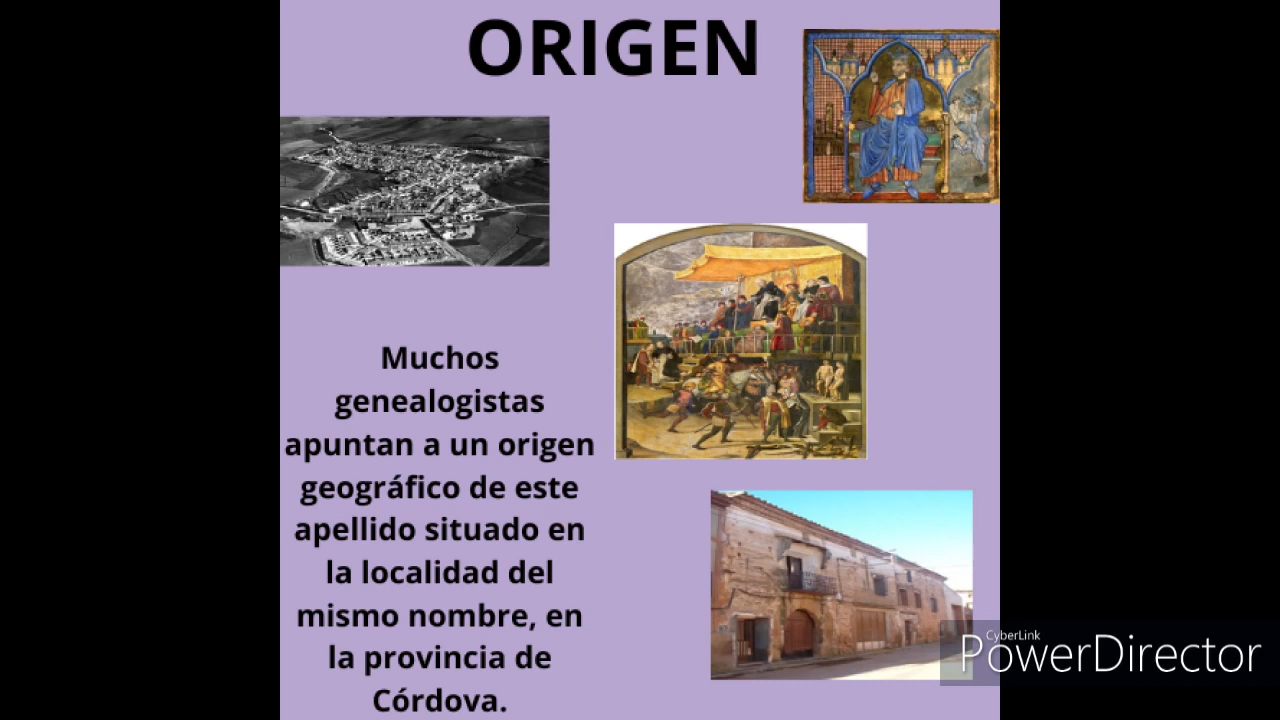 ORIGEN
Muchos
genealogistas
apuntan a un origen
geográfico de este
apellido situado en
la localidad del
mismo nombre, en
la provincia de
Córdova.
CyberLink
PowerDirector